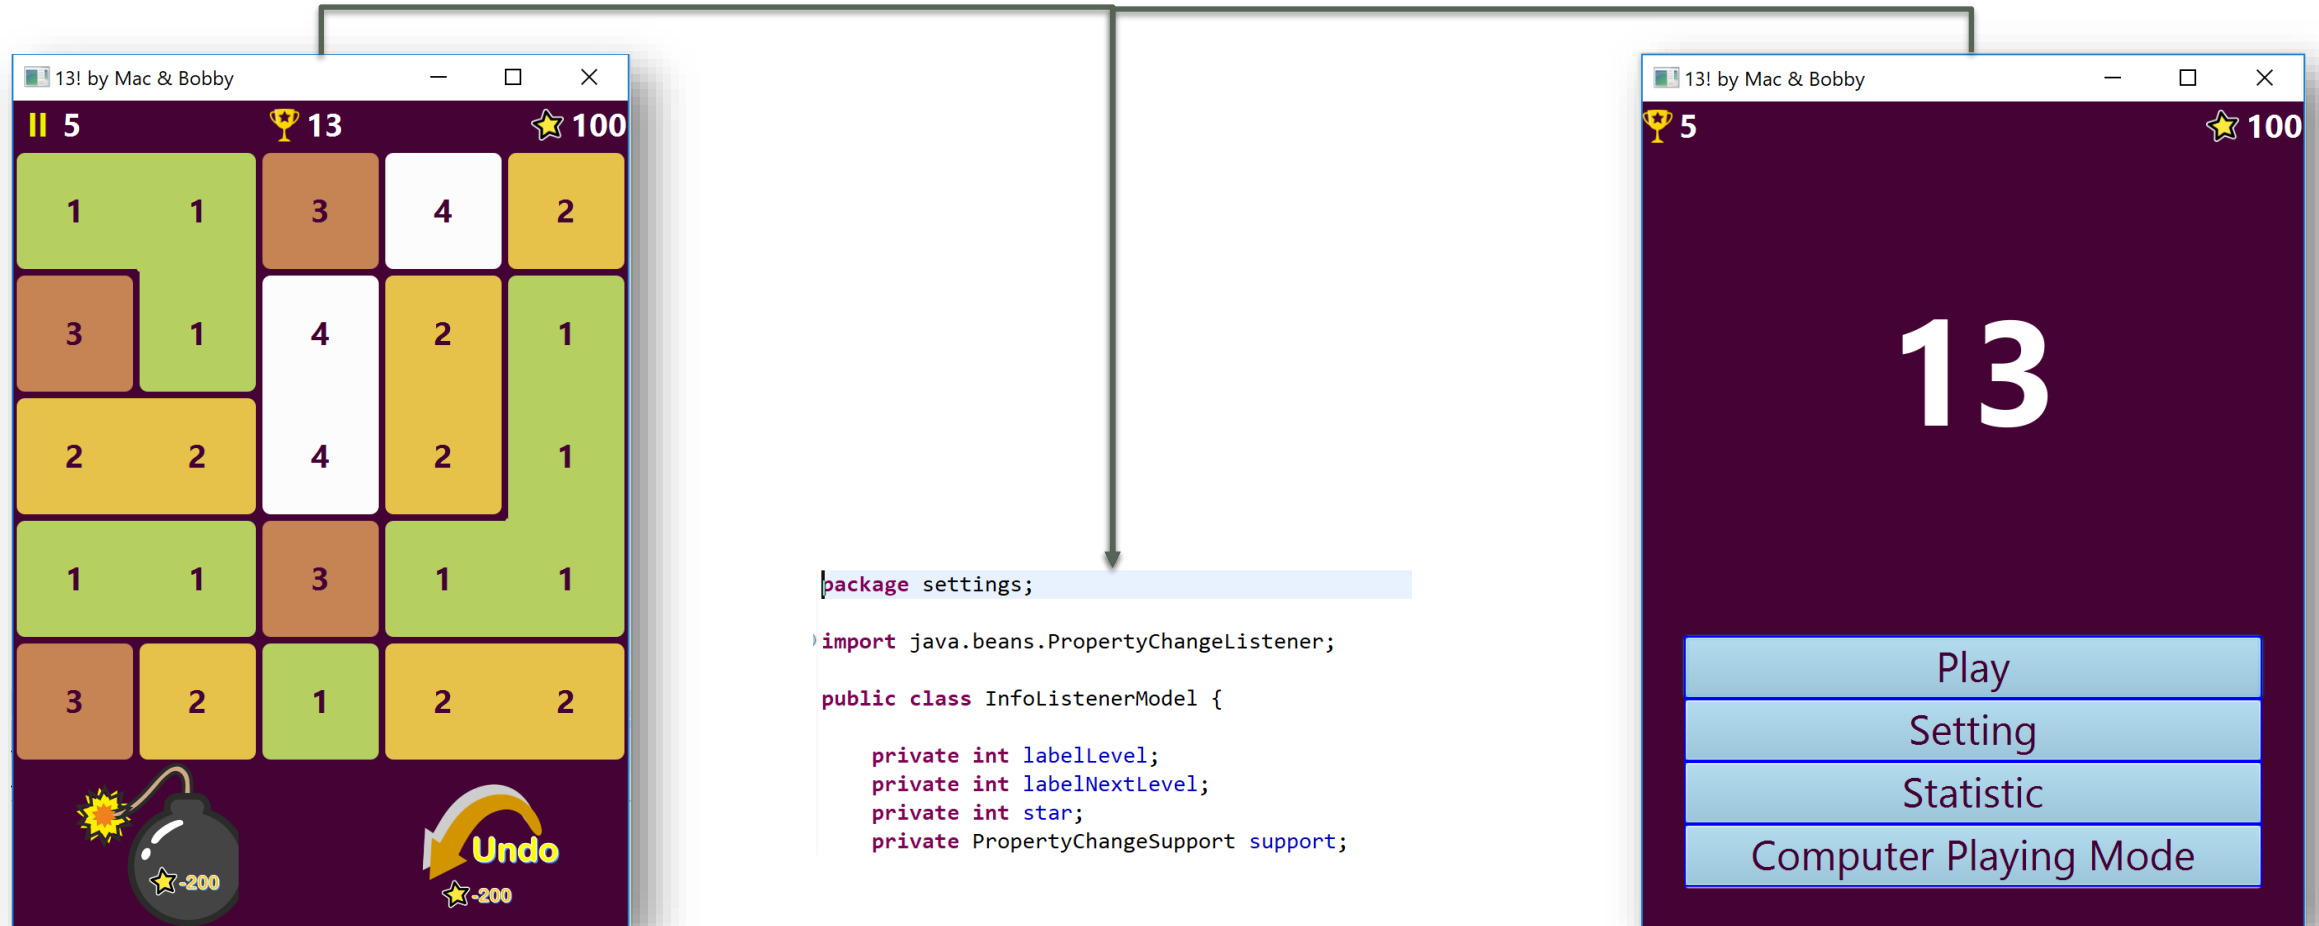 13! by Mac & Bobby
5 13 100
1 1 3 4 2
3 1 4 2 1
2 2 4 2 1
1 1 3 1 1
3 2 1 2 2
-200
Undo
-200
package settings;
import java.beans.PropertyChangeListener;
public class InfoListenerModel {
private int labelLevel;
private int labelNextLevel;
private int star;
private PropertyChangeSupport support;
13! by Mac & Bobby
5 100
13
Play
Setting
Statistic
Computer Playing Mode